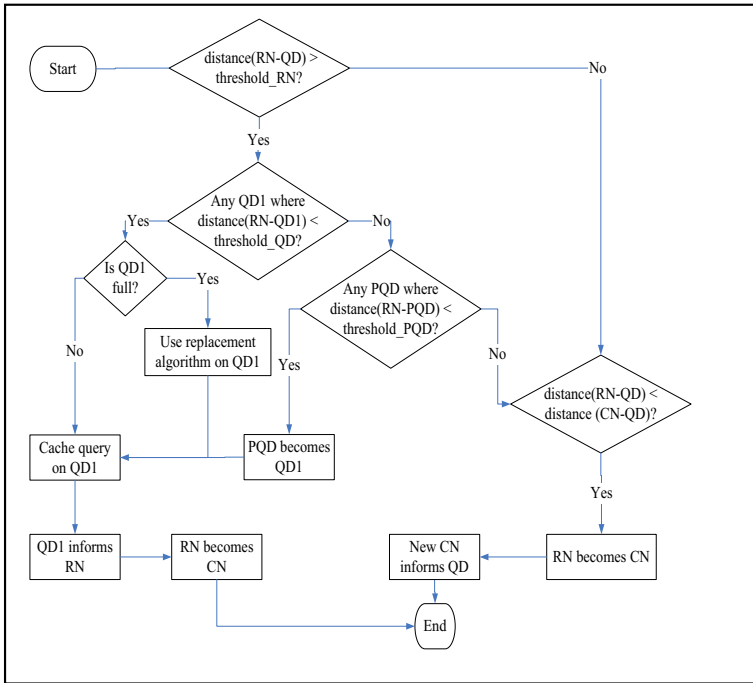 distance(RN-QD) >
threshold_RN?
Start
No
Yes
Any QD1 where
distance(RN-QD1) <
threshold_QD?
Yes
No
Is QD1
full?
Yes
Any PQD where
distance(RN-PQD) <
threshold_PQD?
No
Use replacement
algorithm on QD1
Yes
No
distance(RN-QD) <
distance (CN-QD)?
Cache query
on QD1
PQD becomes
QD1
Yes
QD1 informs
RN
RN becomes
CN
New CN
informs QD
RN becomes CN
End